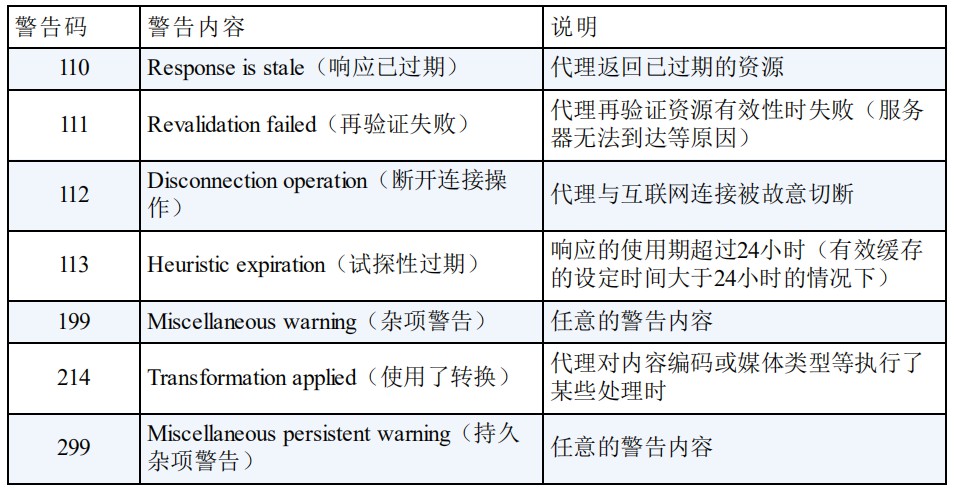 警告码 警告内容 说明
110 Response is stale（响应已过期） 代理返回已过期的资源
111 Revalidation failed（再验证失败） 代理再验证资源有效性时失败（服务
器无法到达等原因）
112 Disconnection operation（断开连接操
作） 代理与互联网连接被故意切断
113 Heuristic expiration（试探性过期） 响应的使用期超过24小时（有效缓存
的设定时间大于24小时的情况下）
199 Miscellaneous warning（杂项警告） 任意的警告内容
214 Transformation applied（使用了转换） 代理对内容编码或媒体类型等执行了
某些处理时
299 Miscellaneous persistent warning（持久
杂项警告） 任意的警告内容